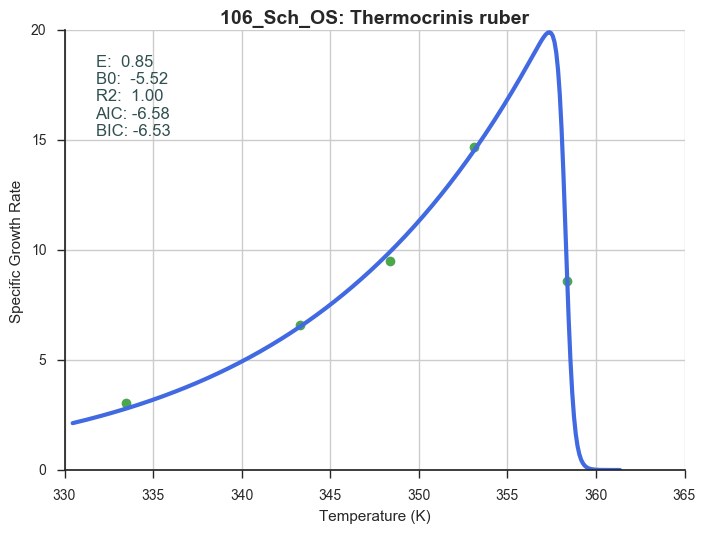 106_Sch_OS: Thermocrinis ruber
E:  0.85
B0:  -5.52
R2:  1.00
AIC: -6.58
BIC: -6.53
20
15
10
5
0
Specific Growth Rate
330 335 340 345 350 355 360 365
Temperature (K)